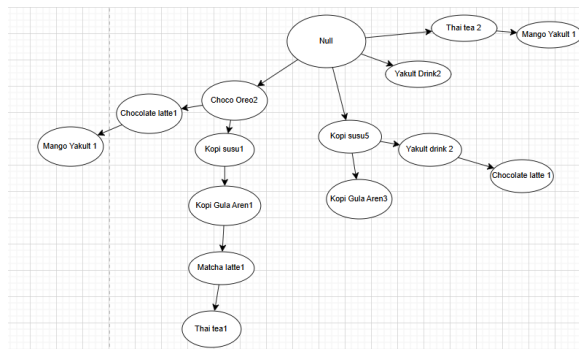 Thai tea 2
Mango Yakult 1
Null
Yakult Drink2
Choco Oreo2
Chocolate latte1
Mango Yakult 1
Kopi susu1
Kopi susu5
Yakult drink 2
Chocolate latte 1
Kopi Gula Aren1
Kopi Gula Aren3
Matcha latte1
Thai tea1